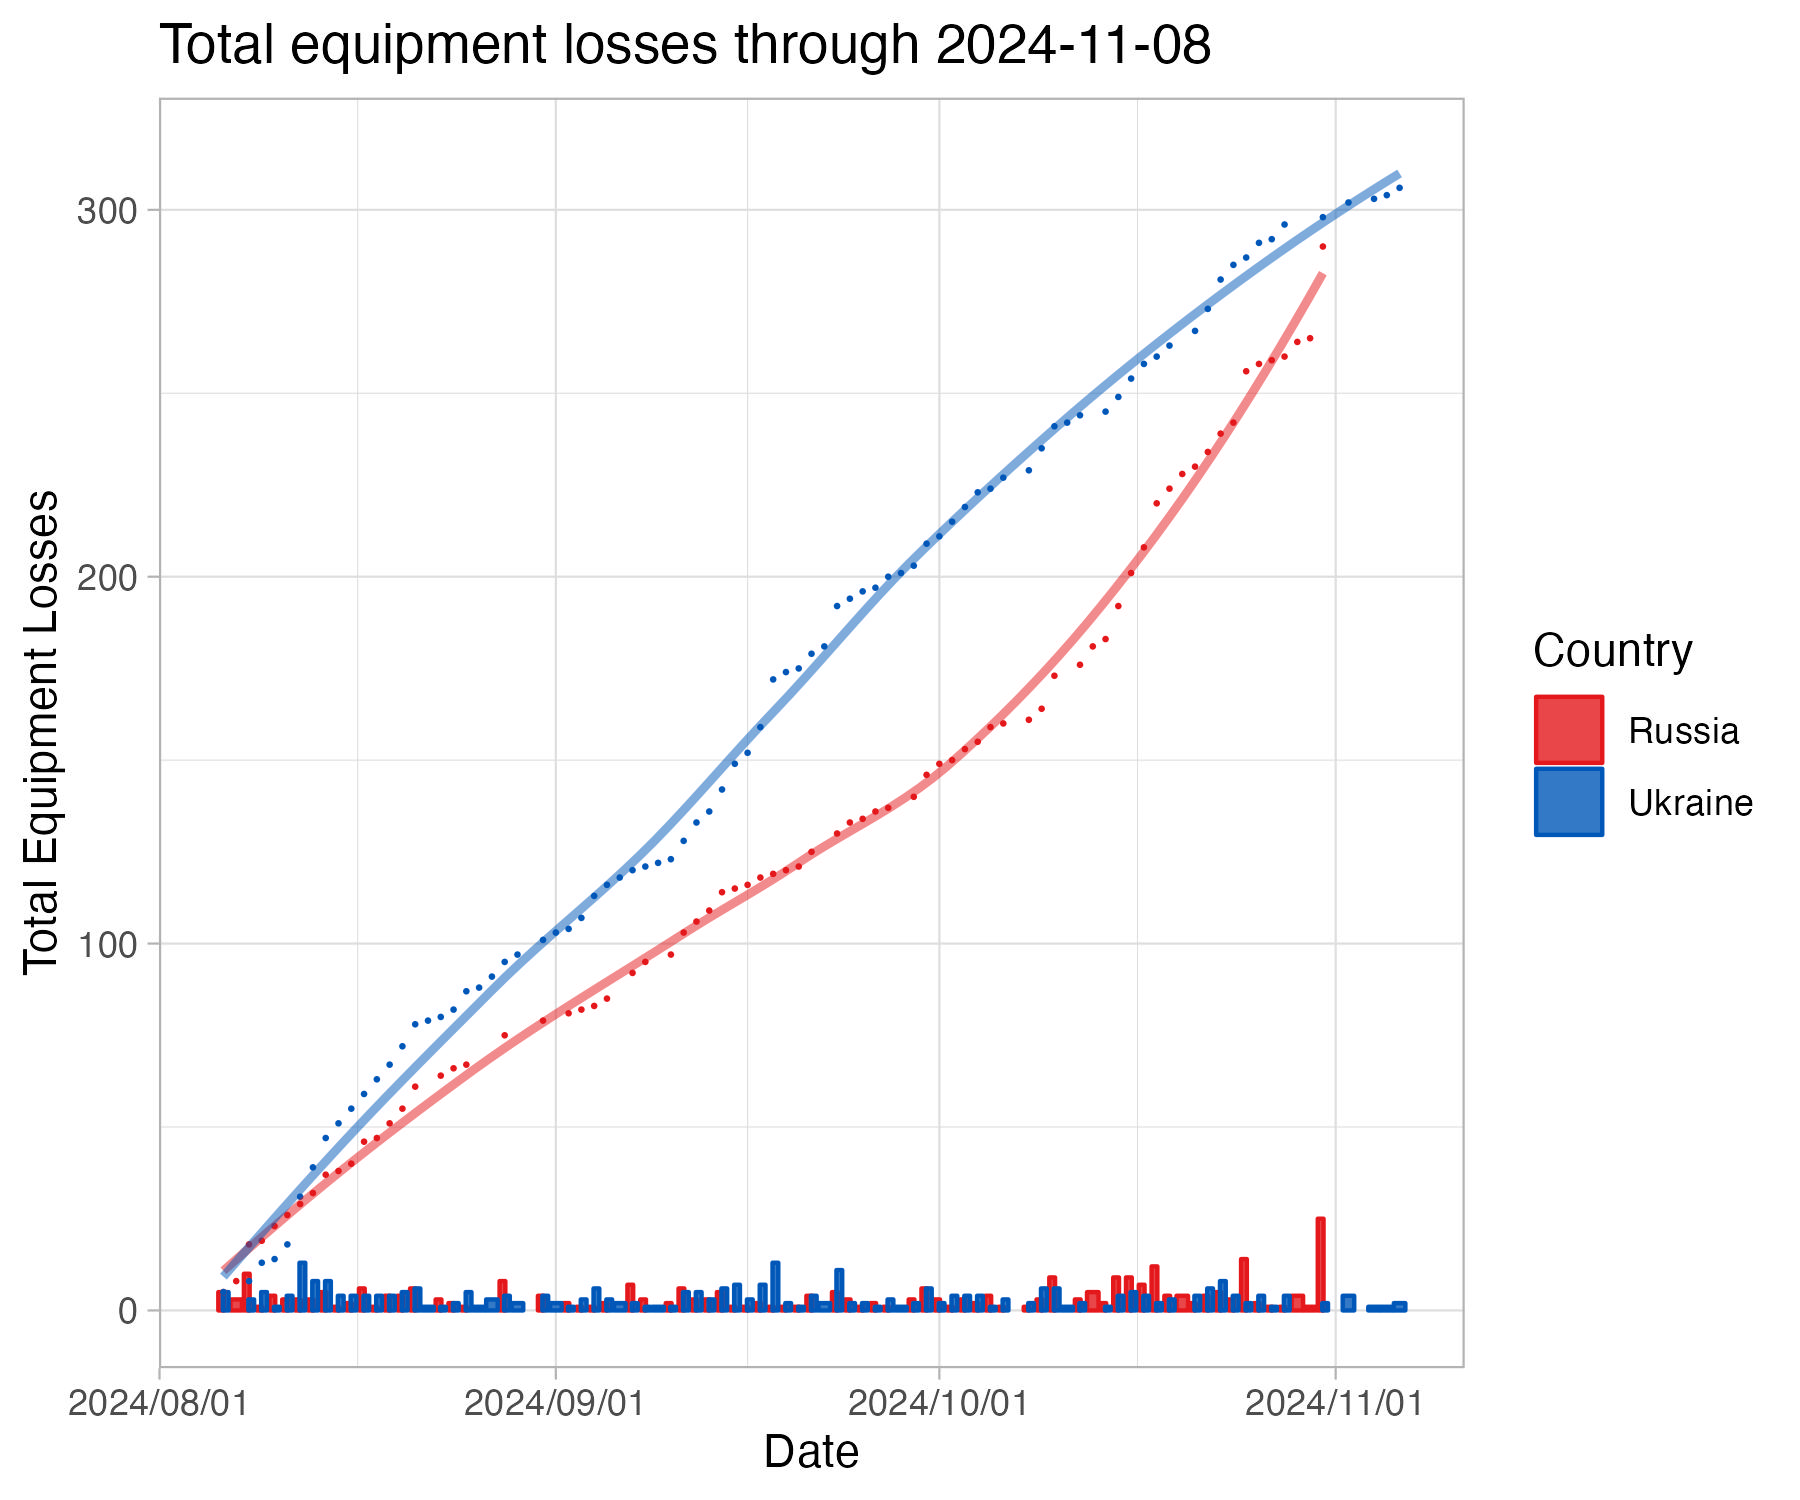 Total equipment losses through 2024-11-08
Total Equipment Losses
300
200
100
0
2024/08/01
2024/09/01
2024/10/01
2024/11/01
Date
Country
Russia
Ukraine